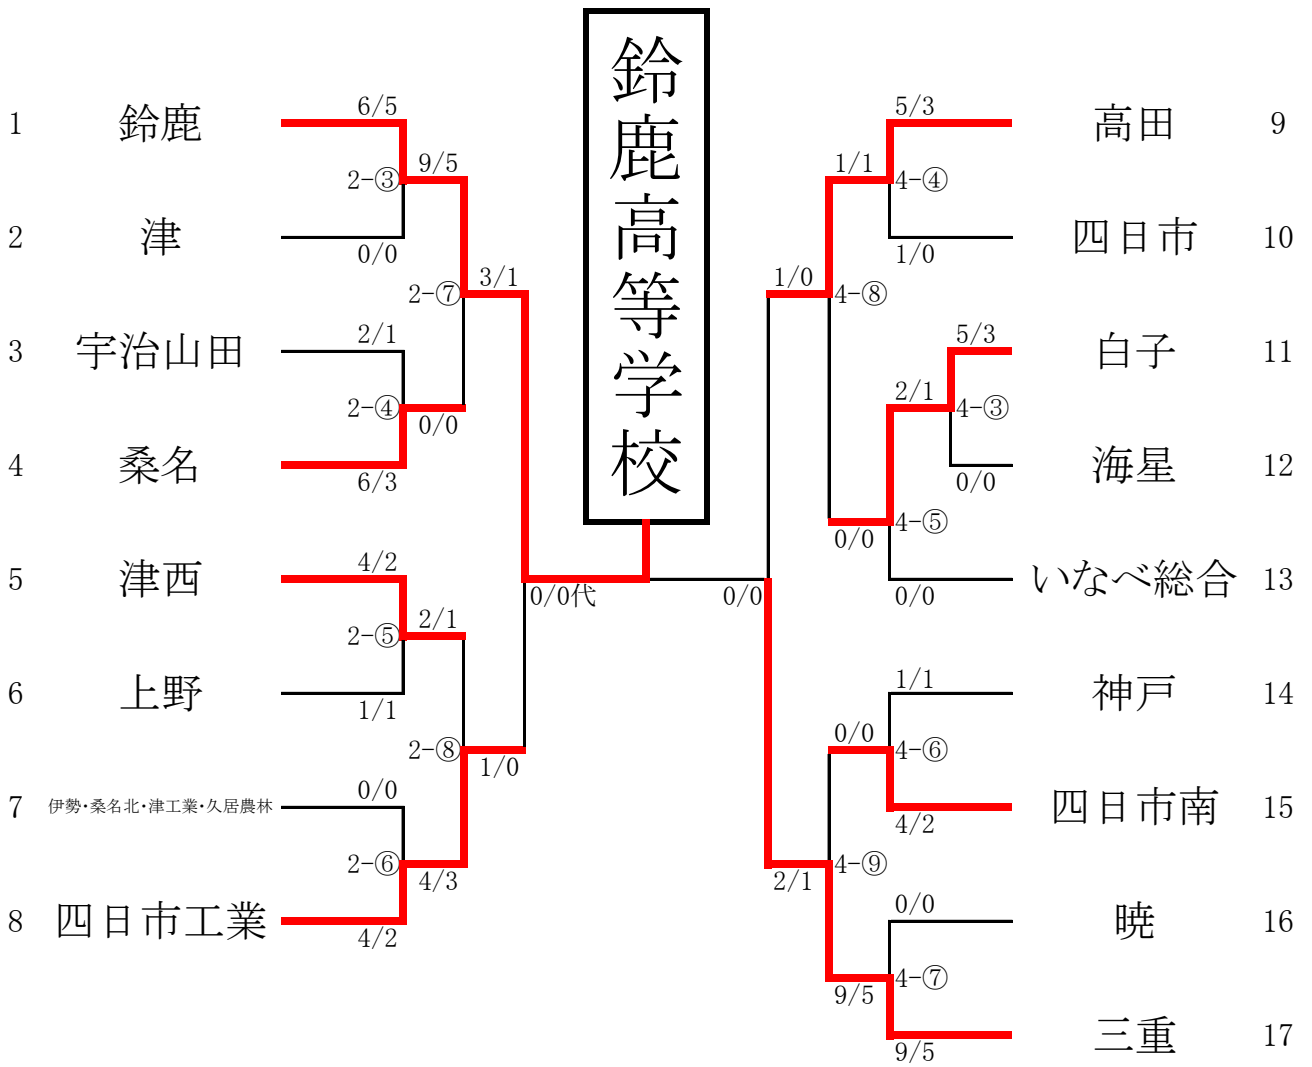 鈴鹿高等学校
1 鈴鹿 6/5
9/5
2-③
2 津 0/0
3/1
2-⑦
3 宇治山田 2/1
2-④
0/0
4 桑名 6/3
5 津西 4/2
2/1
2-⑤
6 上野 1/1
2-⑧
1/0
7 伊勢・桑名北・津工業・久居農林 0/0
2-⑥
4/3
8 四日市工業 4/2
0/0代
0/0
5/3 高田 9
1/1
4-④
1/0 四日市 10
1/0
4-⑧
5/3 白子 11
2/1
4-③
0/0 海星 12
4-⑤
0/0
0/0 いなべ総合 13
1/1 神戸 14
0/0
4-⑥
4/2 四日市南 15
4-⑨
2/1
0/0 暁 16
4-⑦
9/5
9/5 三重 17